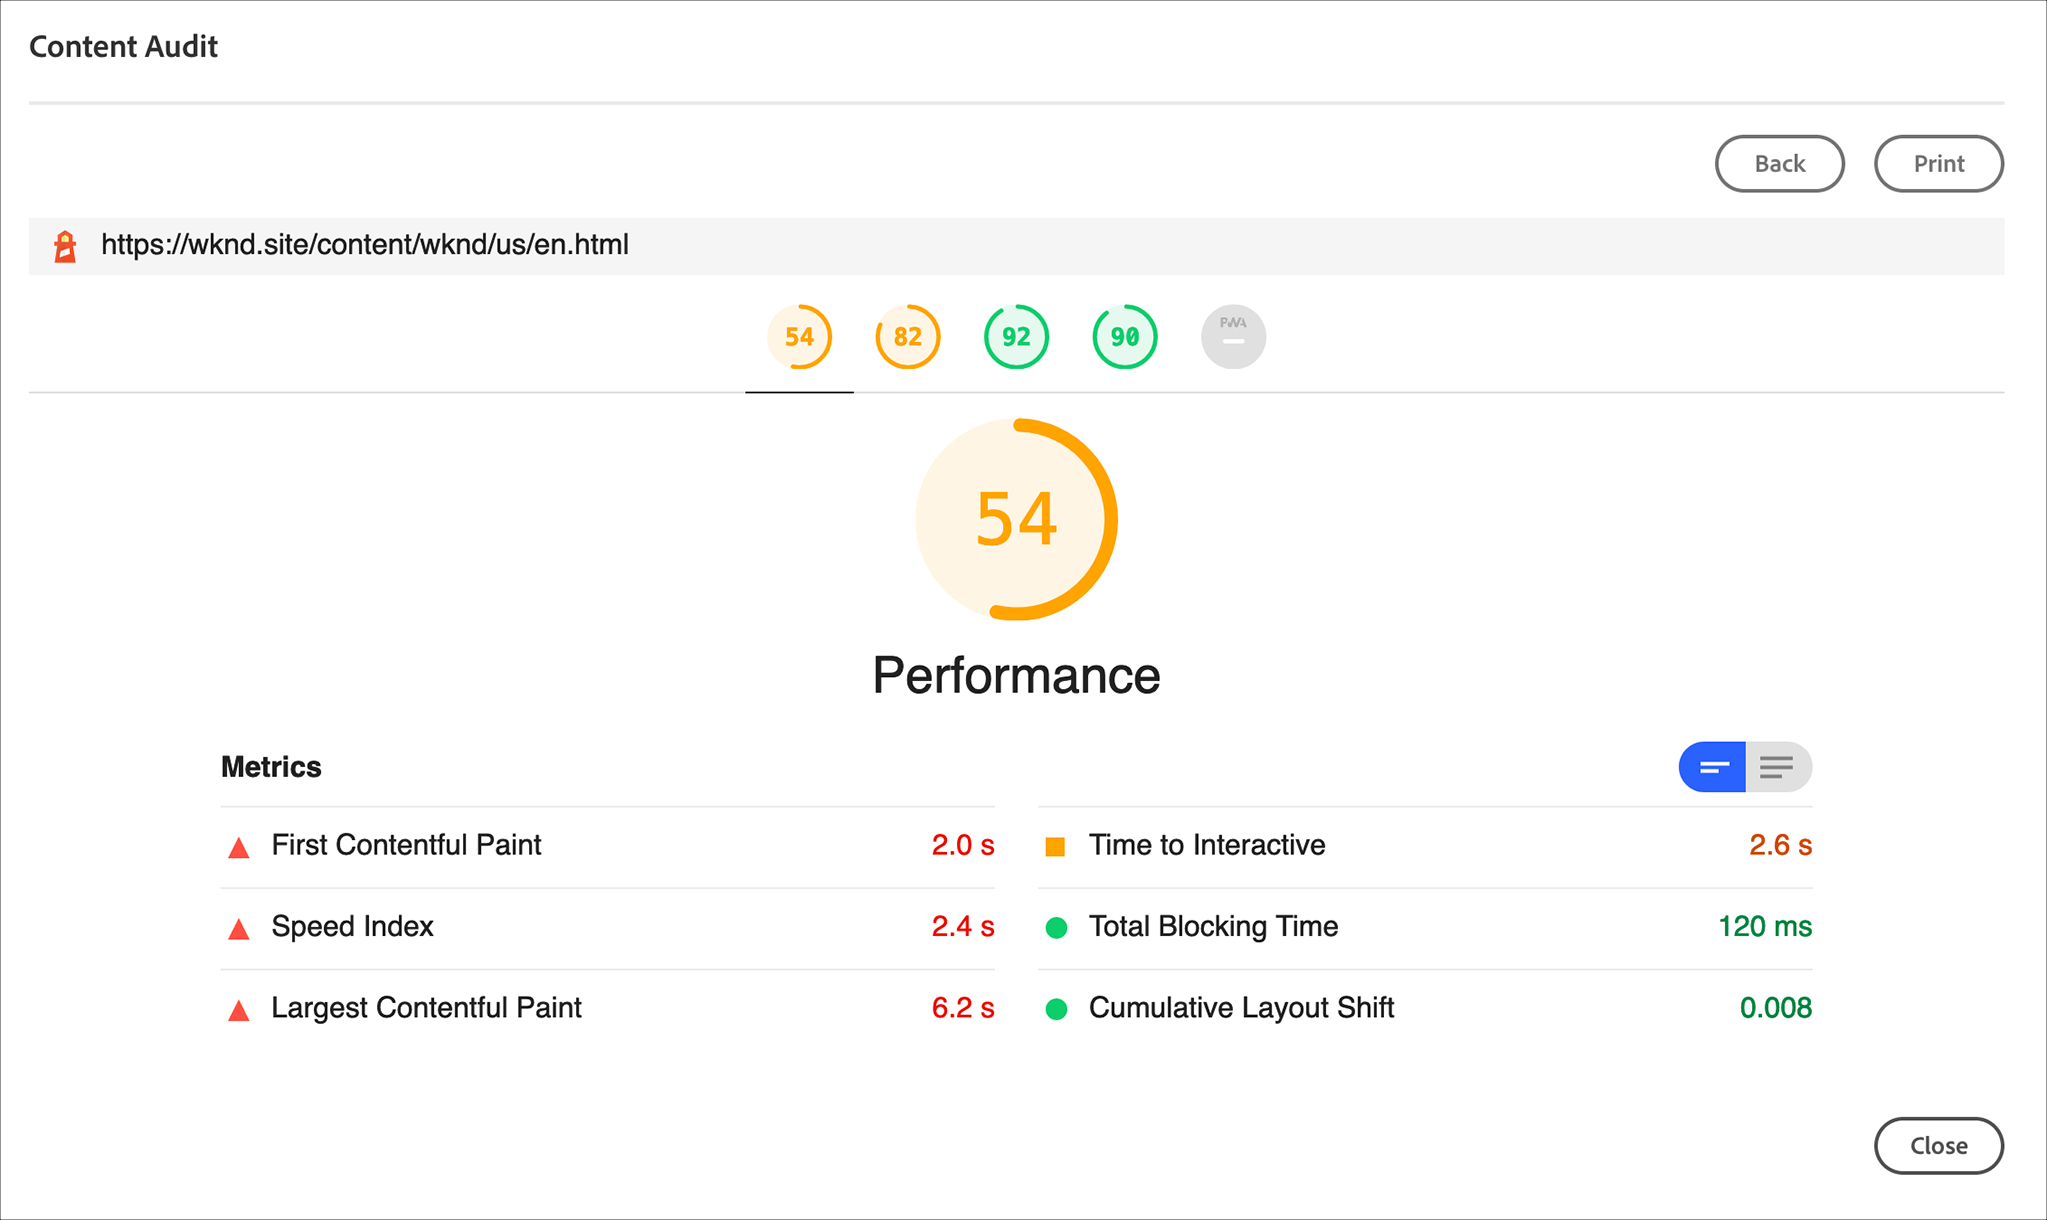 Content Audit
Back Print
https://wknd.site/content/wknd/us/en.html
54 82 92 90 PWA
54
Performance
Metrics
First Contentful Paint 2.0 s Time to Interactive 2.6 s
Speed Index 2.4 s Total Blocking Time 120 ms
Largest Contentful Paint 6.2 s Cumulative Layout Shift 0.008
Close